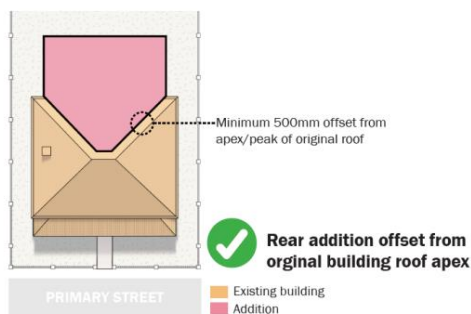 Minimum 500mm offset from
apex/peak of original roof
Rear addition offset from
orginal building roof apex
PRIMARY STREET
Existing building
Addition